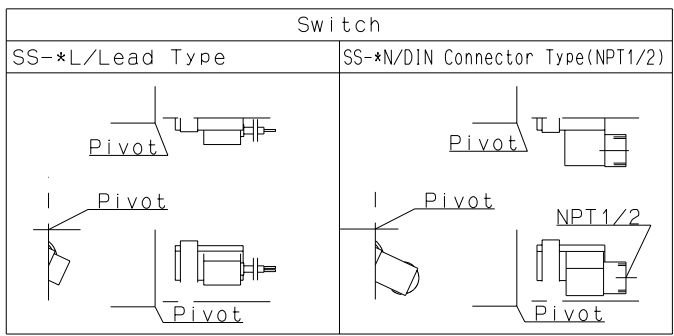 Switch
SS-*L/Lead Type
SS-*N/DIN Connector Type(NPT1/2)
Pivot
Pivot
Pivot
Pivot
NPT1/2
Pivot
Pivot